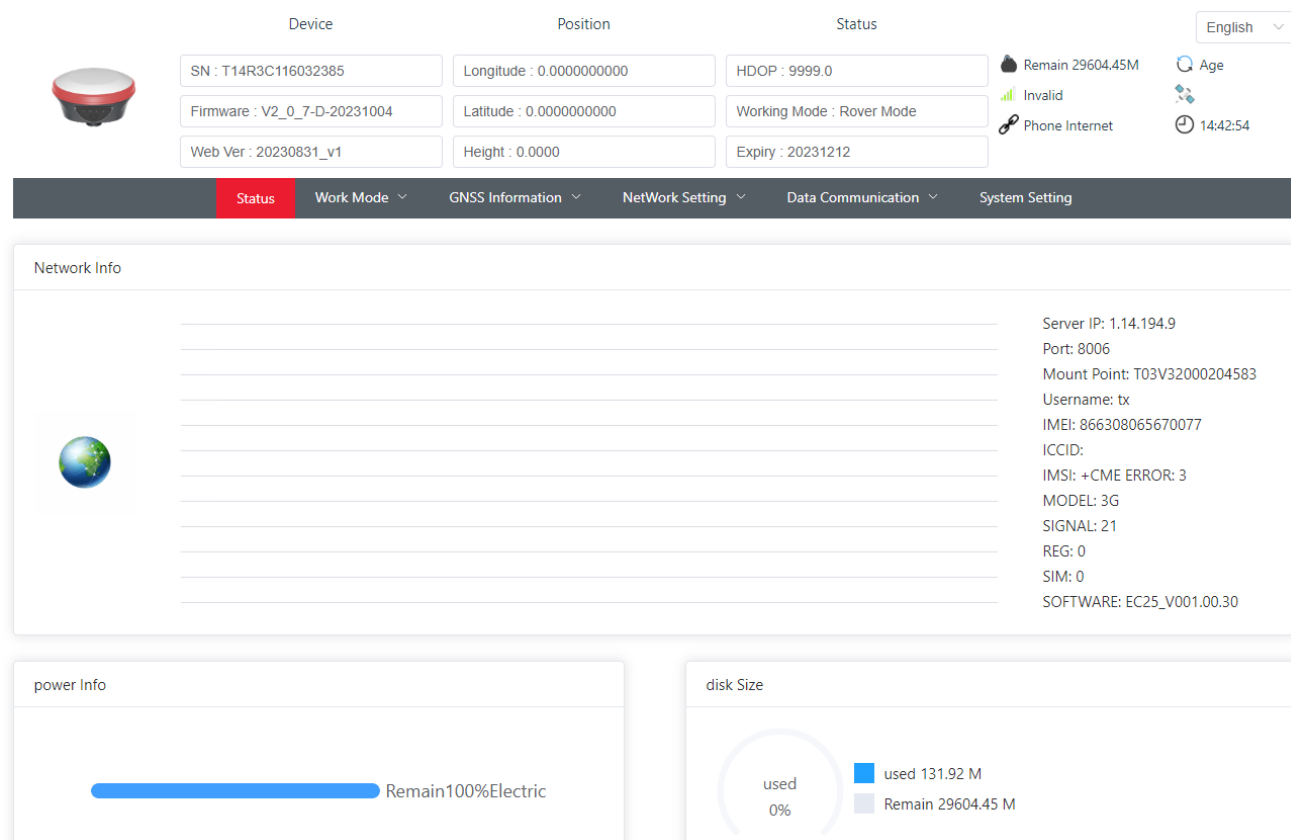 Device
Position
Status
English
SN : T14R3C116032385
Longitude : 0.0000000000
HDOP : 9999.0
Remain 29604.45M
Age
Firmware : V2_0_7-D-20231004
Latitude : 0.0000000000
Working Mode : Rover Mode
Invalid
Web Ver : 20230831_v1
Height : 0.0000
Expiry : 20231212
Phone Internet
14:42:54
Status
Work Mode
GNSS Information
NetWork Setting
Data Communication
System Setting
Network Info
Server IP: 1.14.194.9
Port: 8006
Mount Point: T03V32000204583
Username: tx
IMEI: 866308065670077
ICCID:
IMSI: +CME ERROR: 3
MODEL: 3G
SIGNAL: 21
REG: 0
SIM: 0
SOFTWARE: EC25_V001.00.30
power Info
Remain100%Electric
disk Size
used
0%
used 131.92 M
Remain 29604.45 M